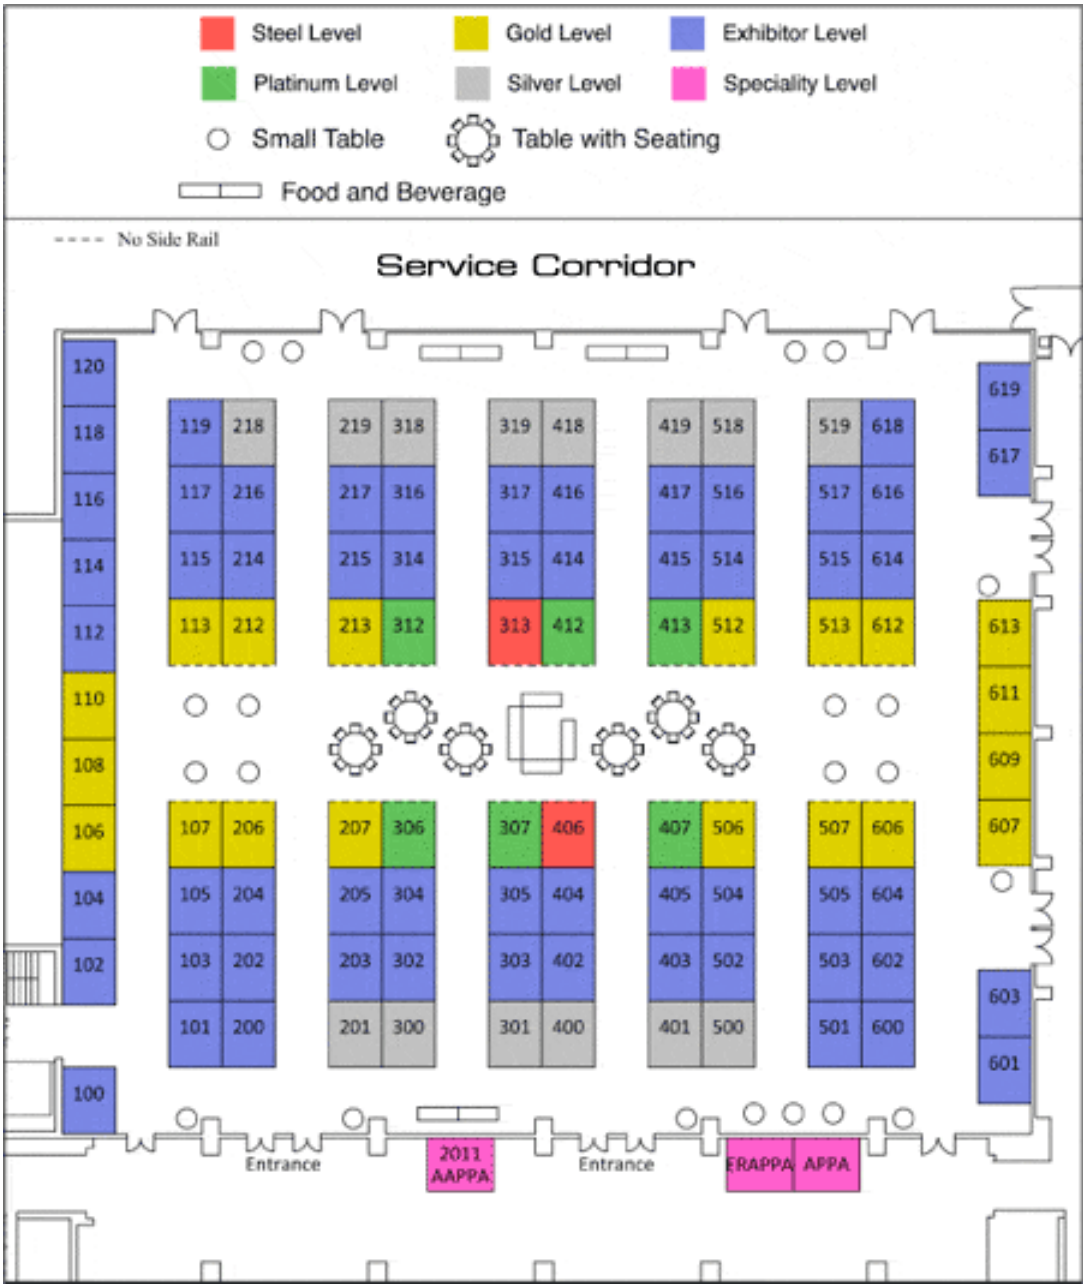 Steel Level Gold Level Exhibitor Level
Platinum Level Silver Level Speciality Level
Small Table Table with Seating
Food and Beverage
No Side Rail
Service Corridor
120
619
119 218 219 318 319 418 419 518 519 618
118
617
117 216 217 316 317 416 417 516 517 616
116
115 214 215 314 315 414 415 514 515 614
114
113 212 213 312 313 412 413 512 513 612 613
112
110 611
108 609
106 107 206 207 306 307 406 407 506 507 606 607
104 105 204 205 304 305 404 405 504 505 604
102 103 202 203 302 303 402 403 502 503 602
603
101 200 201 300 301 400 401 500 501 600
601
100
Entrance 2011 Entrance ERAPPA APPA
AAPPA